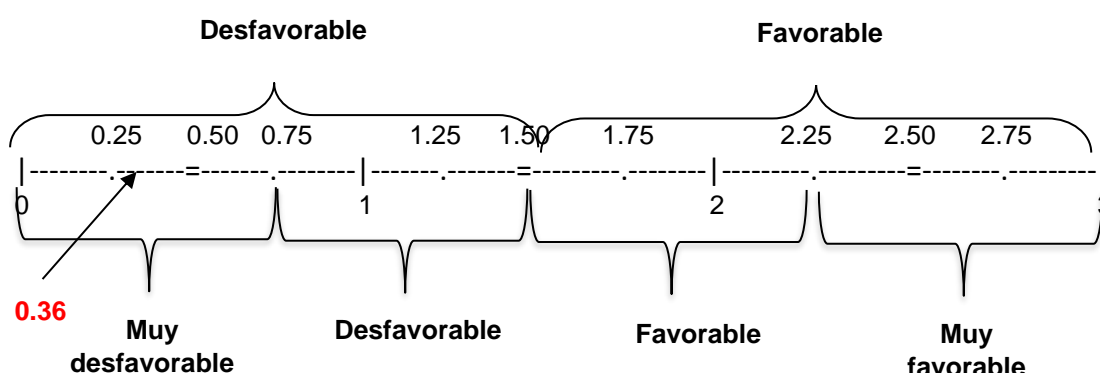 Desfavorable Favorable
0.25 0.50 0.75 1.25 1.50 1.75 2.25 2.50 2.75
|--------.-------=-------.--------|-------.-------=---------.--------|--------.--------=--------.---------
0 1 2
0.36
Muy desfavorable
Desfavorable
Favorable
Muy favorable